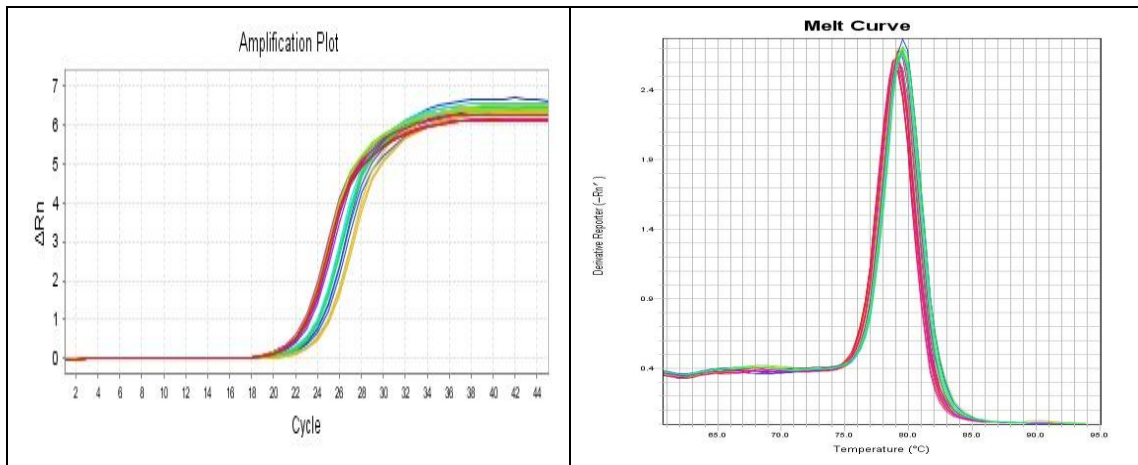 Amplification Plot
7
6
5
4
3
2
1
0
ΔRn
2 4 6 8 10 12 14 16 18 20 22 24 26 28 30 32 34 36 38 40 42 44
Cycle
Melt Curve
2.4
1.9
1.4
0.9
0.4
Derivative Reporter (-Rn')
65.0 70.0 75.0 80.0 85.0 90.0 95.0
Temperature (°C)